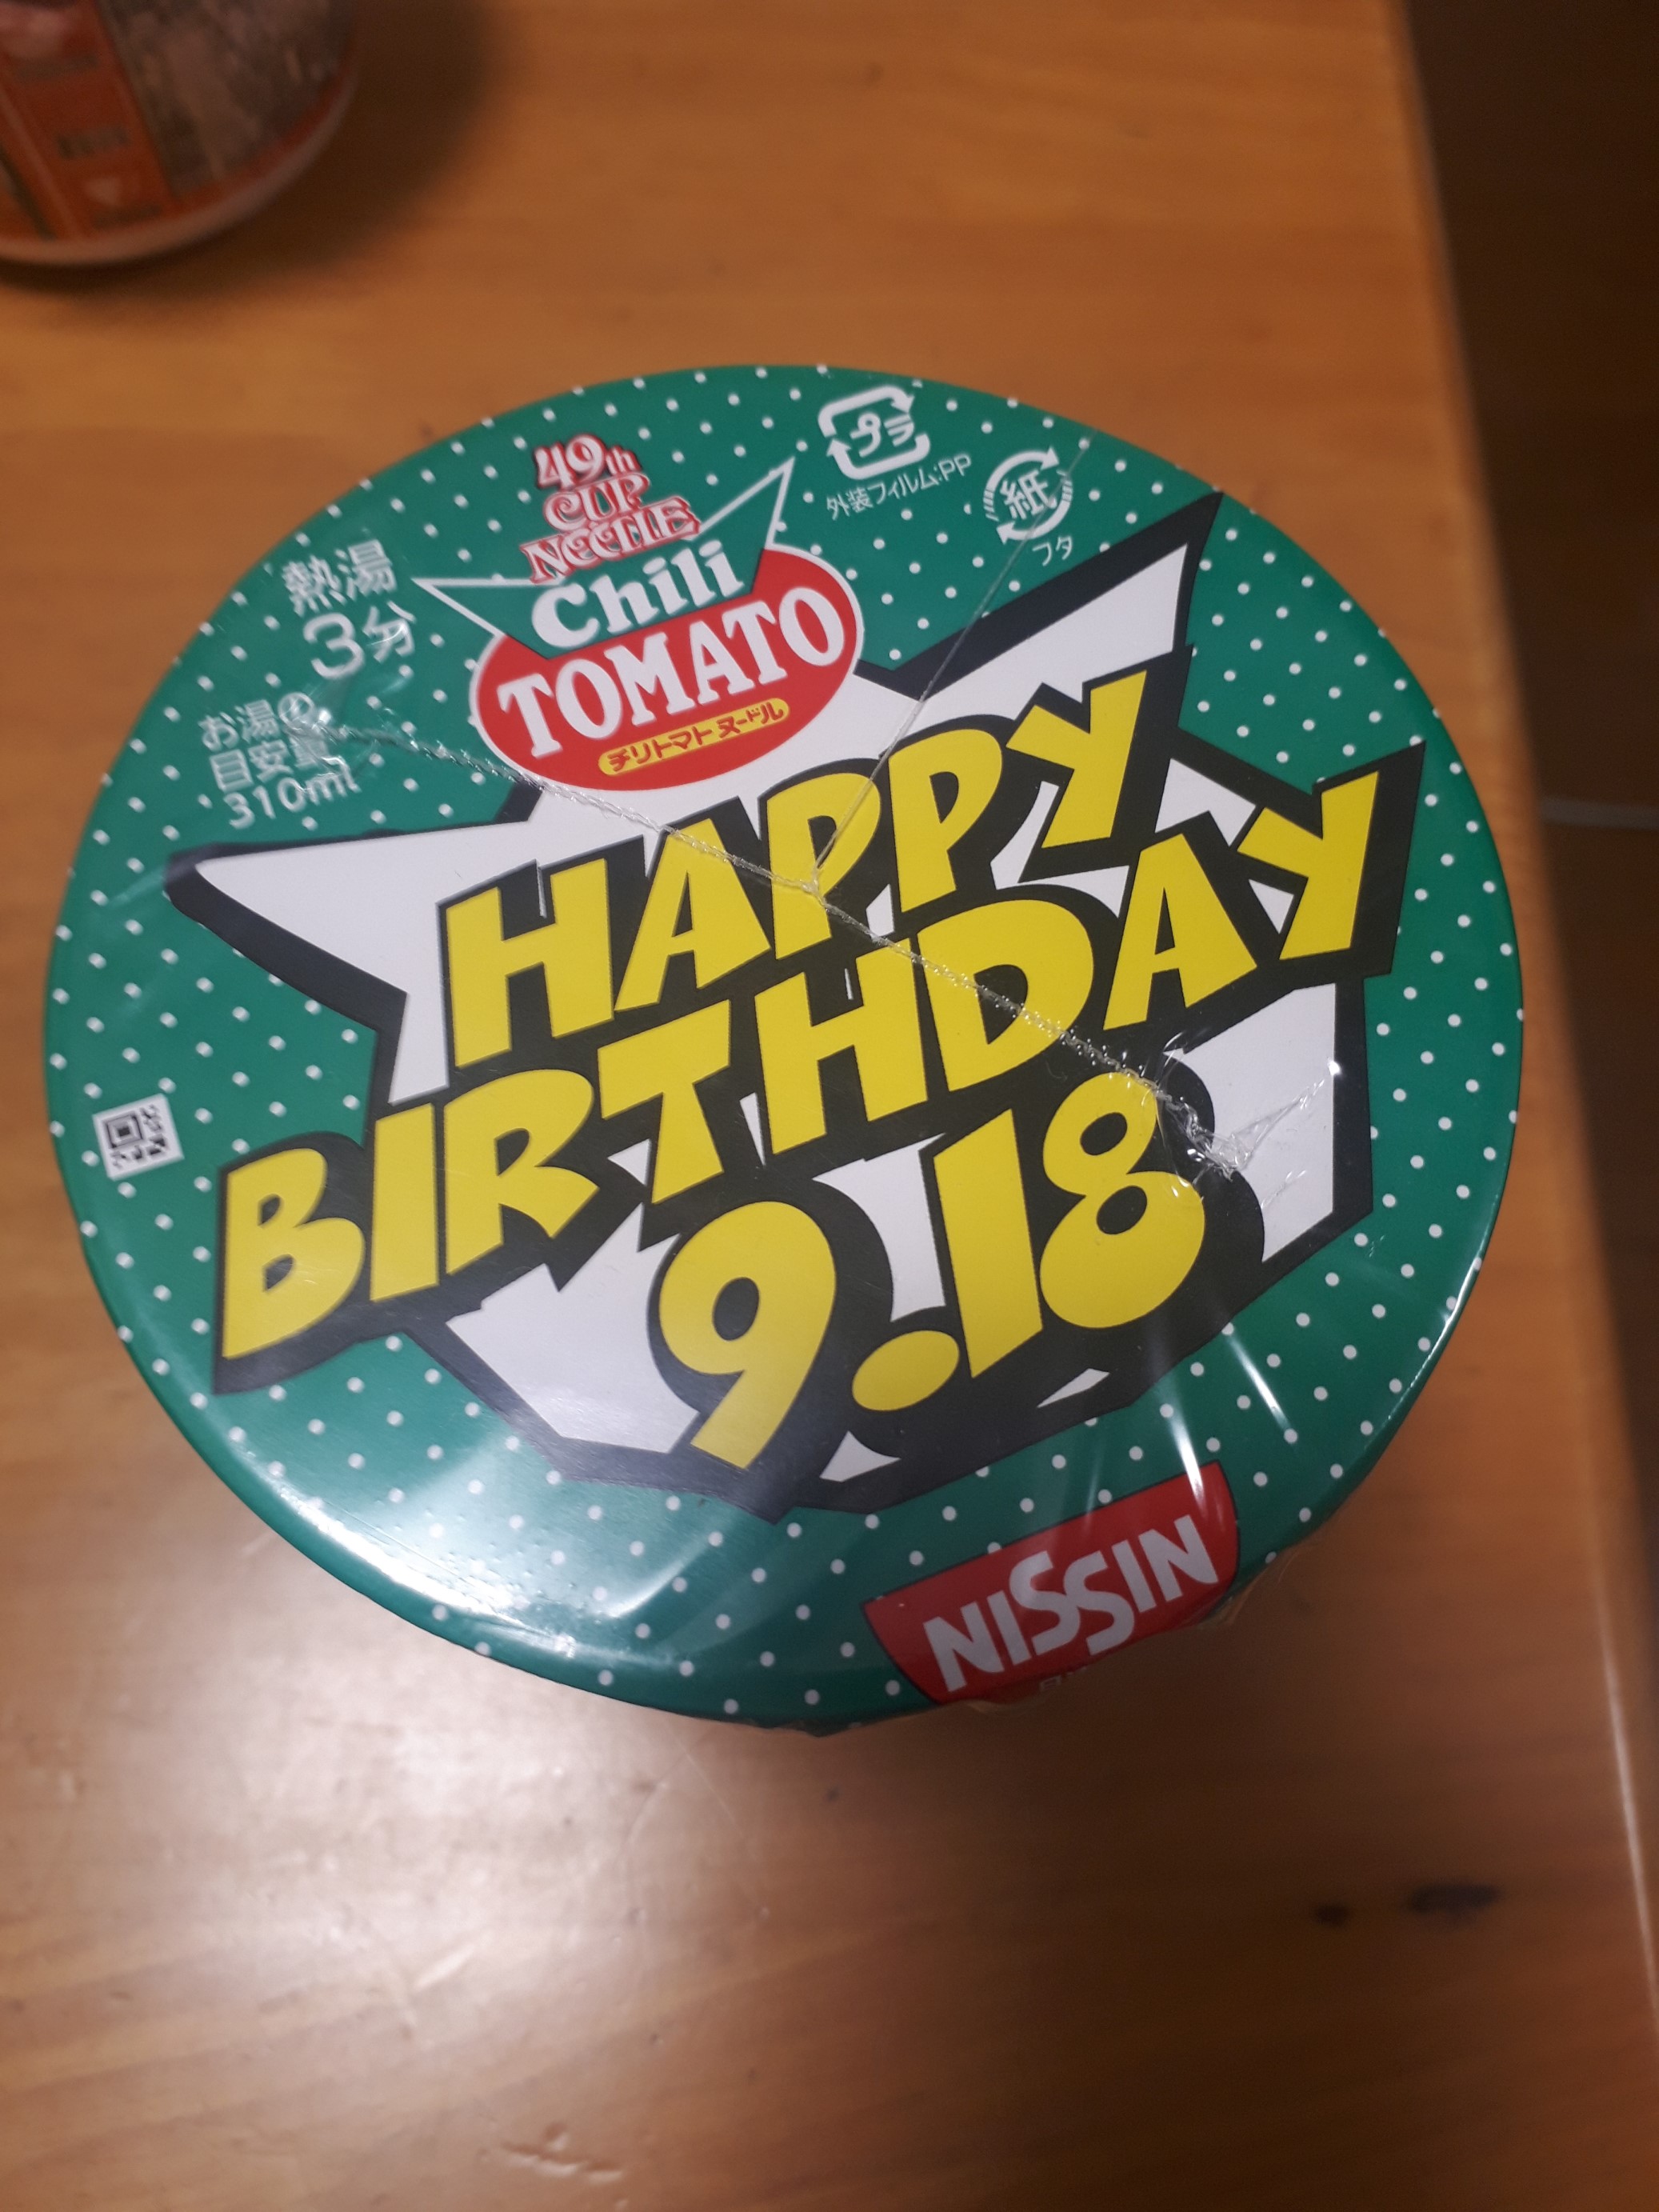 49th
CUP
NOODLE
Chili
TOMATO
チリトマト ヌードル
プラ
外装フィルム:PP
紙
フタ
熱湯
3分
お湯の
目安量
310ml
HAPPY
BIRTHDAY
9.18
NISSIN